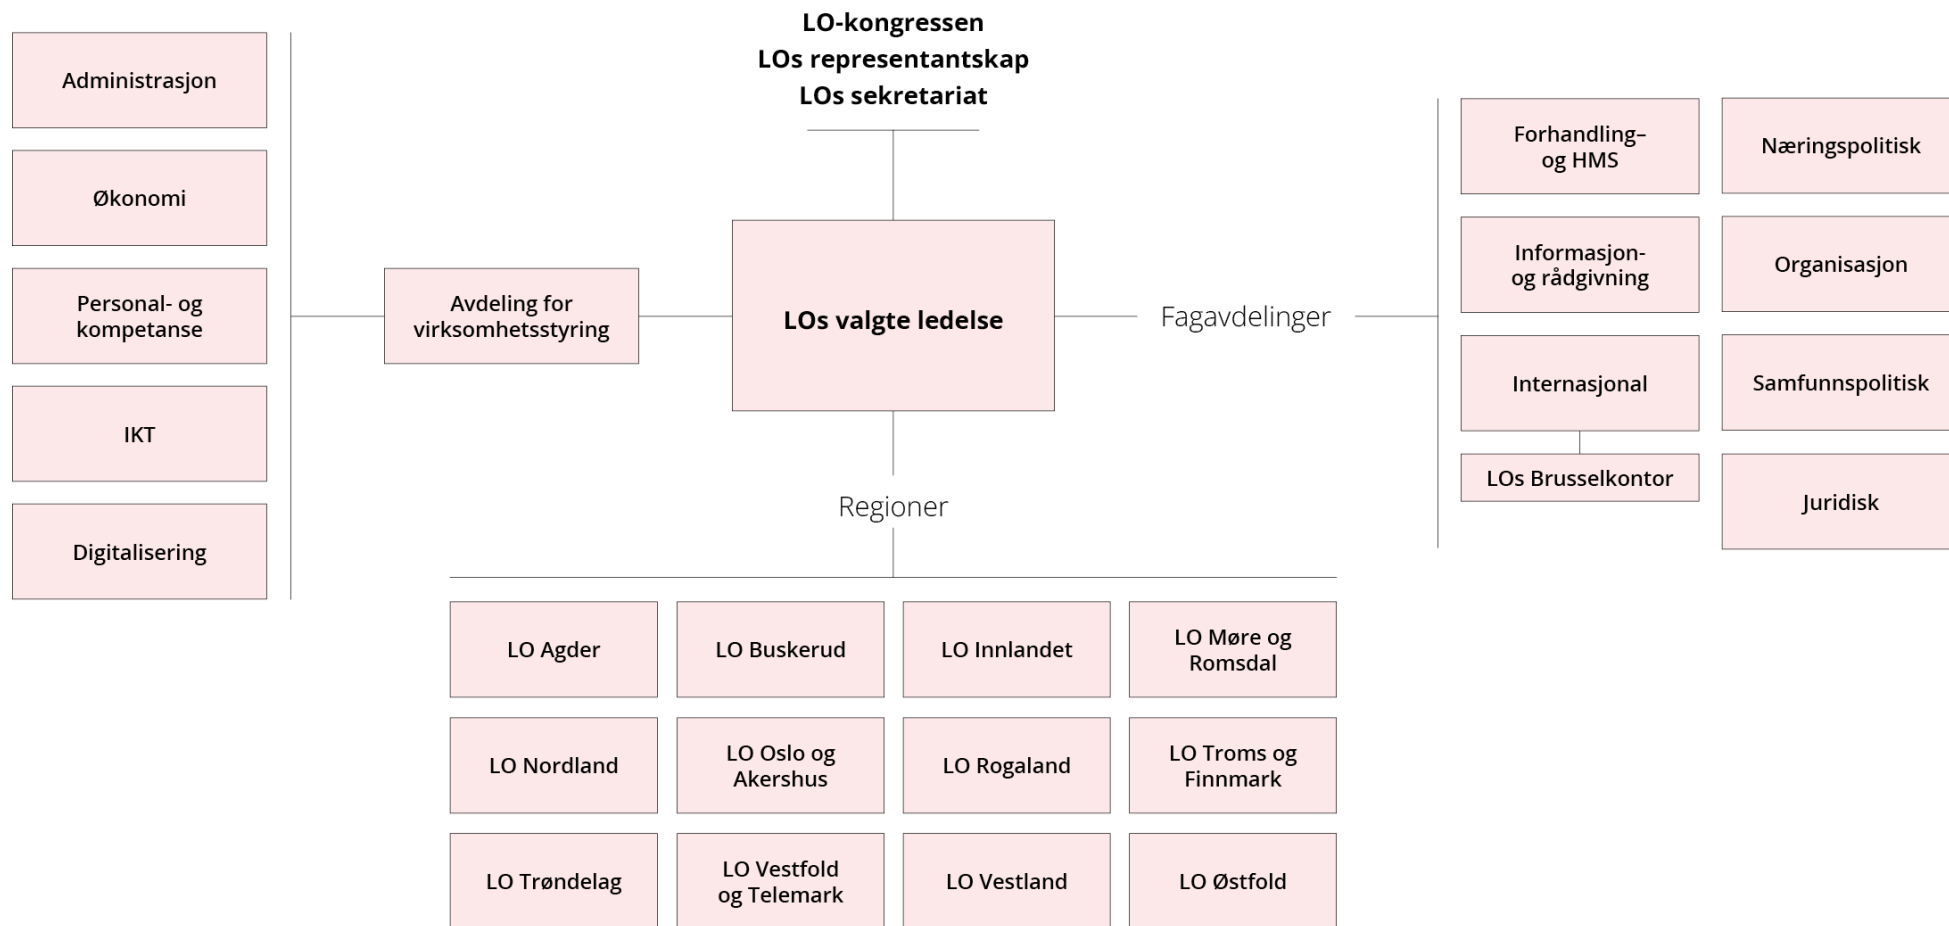 LO-kongressen
LOs representantskap
LOs sekretariat
Administrasjon
Økonomi
Personal- og
kompetanse
IKT
Digitalisering
Avdeling for
virksomhetsstyring
LOs valgte ledelse
Fagavdelinger
Forhandling–
og HMS
Næringspolitisk
Informasjon-
og rådgivning
Organisasjon
Internasjonal
Samfunnspolitisk
LOs Brusselkontor
Juridisk
Regioner
LO Agder
LO Buskerud
LO Innlandet
LO Møre og
Romsdal
LO Nordland
LO Oslo og
Akershus
LO Rogaland
LO Troms og
Finnmark
LO Trøndelag
LO Vestfold
og Telemark
LO Vestland
LO Østfold